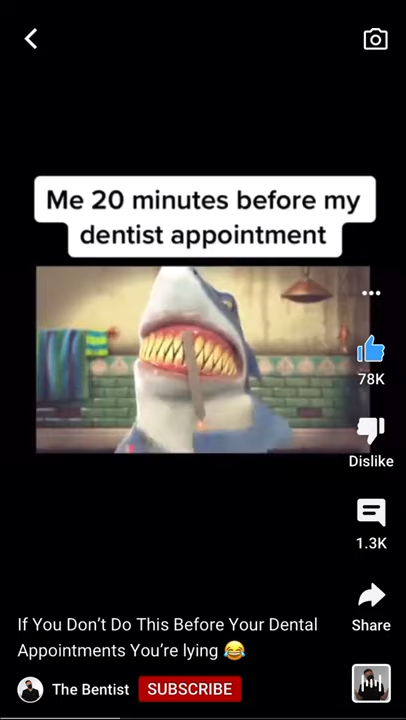 Me 20 minutes before my
dentist appointment
78K
Dislike
1.3K
Share
If You Don't Do This Before Your Dental
Appointments You're lying 😂
The Bentist SUBSCRIBE